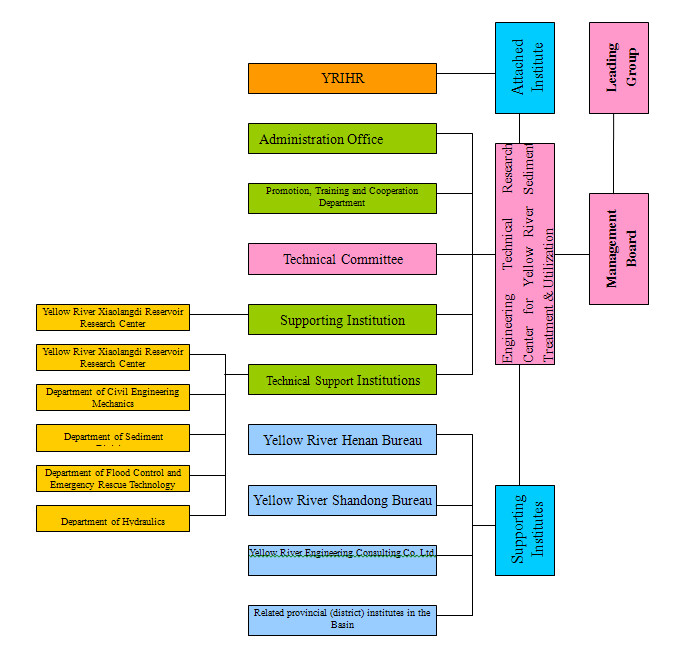 Attached
Institute
Leading
Group
YRIHR
Administration Office
Promotion, Training and Cooperation
Department
Technical Committee
Engineering Technical Research
Center for Yellow River Sediment
Treatment & Utilization
Management
Board
Yellow River Xiaolangdi Reservoir
Research Center
Supporting Institution
Yellow River Xiaolangdi Reservoir
Research Center
Technical Support Institutions
Department of Civil Engineering
Mechanics
Department of Sediment
Yellow River Henan Bureau
Department of Flood Control and
Emergency Rescue Technology
Yellow River Shandong Bureau
Department of Hydraulics
Supporting
Institutes
Yellow River Engineering Consulting Co. Ltd.
Related provincial (district) institutes in the
Basin